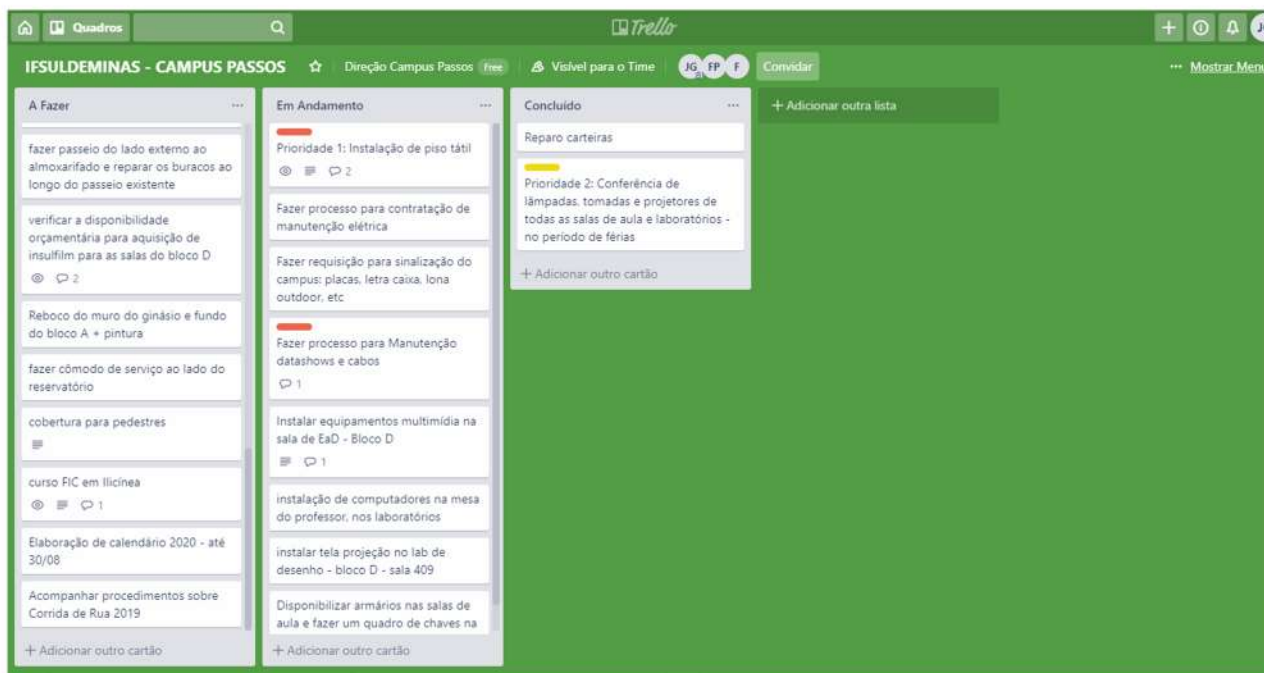 Quadros
Trello
IFSULDEMINAS - CAMPUS PASSOS
Direção Campus Passos Free
Visível para o Time
JG FP F
Convidar
... Mostrar Menu
A Fazer
fazer passeio do lado externo ao
almoxarifado e reparar os buracos ao
longo do passeio existente
verificar a disponibilidade
orçamentária para aquisição de
insulfilm para as salas do bloco D
2
Reboco do muro do ginásio e fundo
do bloco A + pintura
fazer cômodo de serviço ao lado do
reservatório
cobertura para pedestres
curso FIC em Ilicínea
1
Elaboração de calendário 2020 - até
30/08
Acompanhar procedimentos sobre
Corrida de Rua 2019
+ Adicionar outro cartão
Em Andamento
Prioridade 1: Instalação de piso tátil
2
Fazer processo para contratação de
manutenção elétrica
Fazer requisição para sinalização do
campus: placas, letra caixa, lona
outdoor, etc
Fazer processo para Manutenção
datashows e cabos
1
Instalar equipamentos multimídia na
sala de EaD - Bloco D
1
instalação de computadores na mesa
do professor, nos laboratórios
instalar tela projeção no lab de
desenho - bloco D - sala 409
Disponibilizar armários nas salas de
aula e fazer um quadro de chaves na
+ Adicionar outro cartão
Concluído
Reparo carteiras
Prioridade 2: Conferência de
lâmpadas, tomadas e projetores de
todas as salas de aula e laboratórios -
no período de férias
+ Adicionar outro cartão
+ Adicionar outra lista